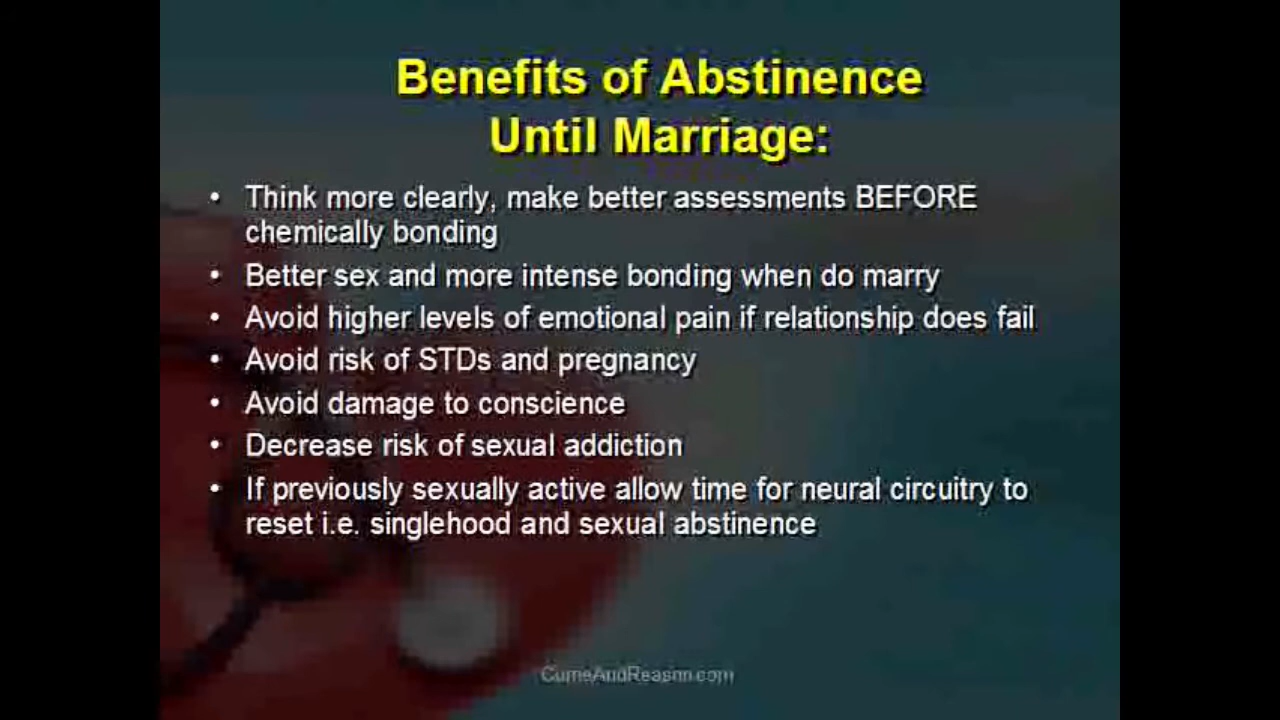 Benefits of Abstinence
Until Marriage:
• Think more clearly, make better assessments BEFORE
chemically bonding
• Better sex and more intense bonding when do marry
• Avoid higher levels of emotional pain if relationship does fail
• Avoid risk of STDs and pregnancy
• Avoid damage to conscience
• Decrease risk of sexual addiction
• If previously sexually active allow time for neural circuitry to
reset i.e. singlehood and sexual abstinence
ComeAndReason.com